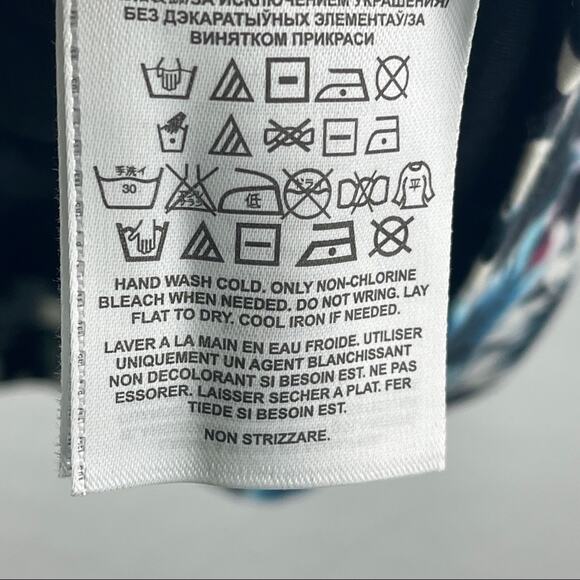 ИСКЛЮЧЕНИЕМ УКРАШЕНИЯ/
БЕЗ ДЭКАРАТЫЎНЫХ ЭЛЕМЕНТАЎ/ЗА
ВИНЯТКОМ ПРИКРАСИ
手洗イ
30
低
平
HAND WASH COLD. ONLY NON-CHLORINE
BLEACH WHEN NEEDED. DO NOT WRING. LAY
FLAT TO DRY. COOL IRON IF NEEDED.
LAVER A LA MAIN EN EAU FROIDE. UTILISER
UNIQUEMENT UN AGENT BLANCHISSANT
NON DECOLORANT SI BESOIN EST. NE PAS
ESSORER. LAISSER SECHER A PLAT. FER
TIEDE SI BESOIN EST.
NON STRIZZARE.